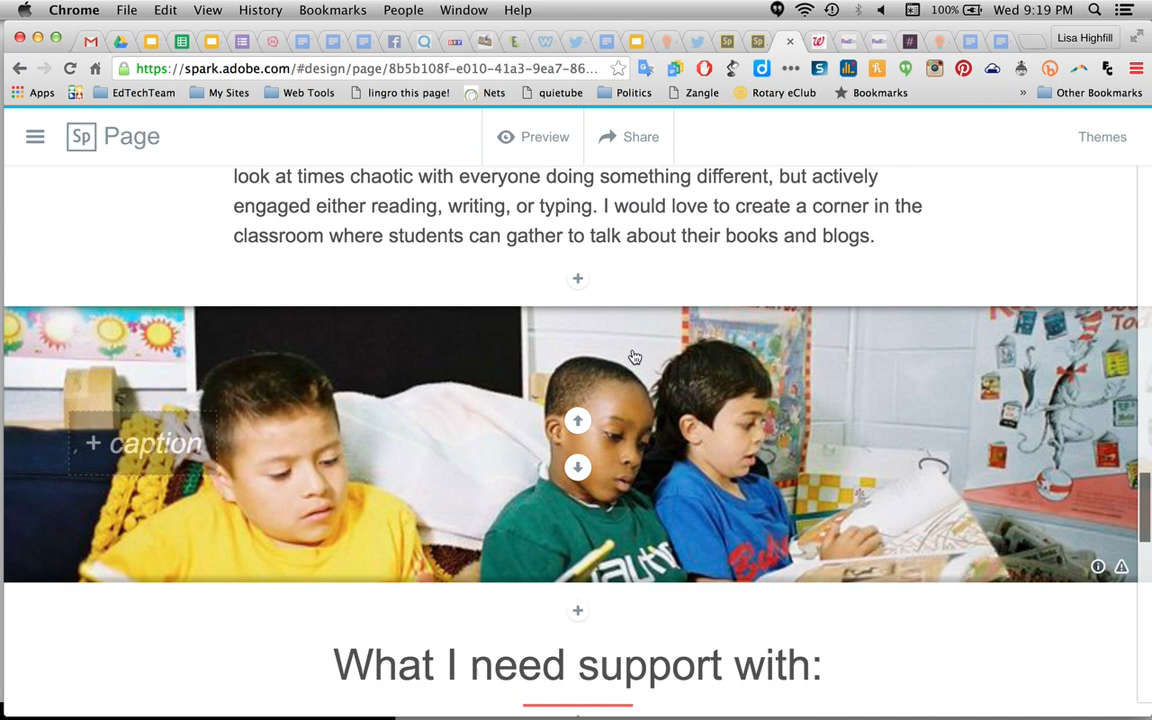 Chrome File Edit View History Bookmarks People Window Help 100% Wed 9:19 PM
Lisa Highfill
https://spark.adobe.com/#design/page/8b5b108f-e010-41a3-9ea7-86...
Apps EdTechTeam My Sites Web Tools lingro this page! Nets quietube Politics Zangle Rotary eClub Bookmarks » Other Bookmarks
Sp Page Preview Share Themes
look at times chaotic with everyone doing something different, but actively
engaged either reading, writing, or typing. I would love to create a corner in the
classroom where students can gather to talk about their books and blogs.
+
+ caption
+
What I need support with: